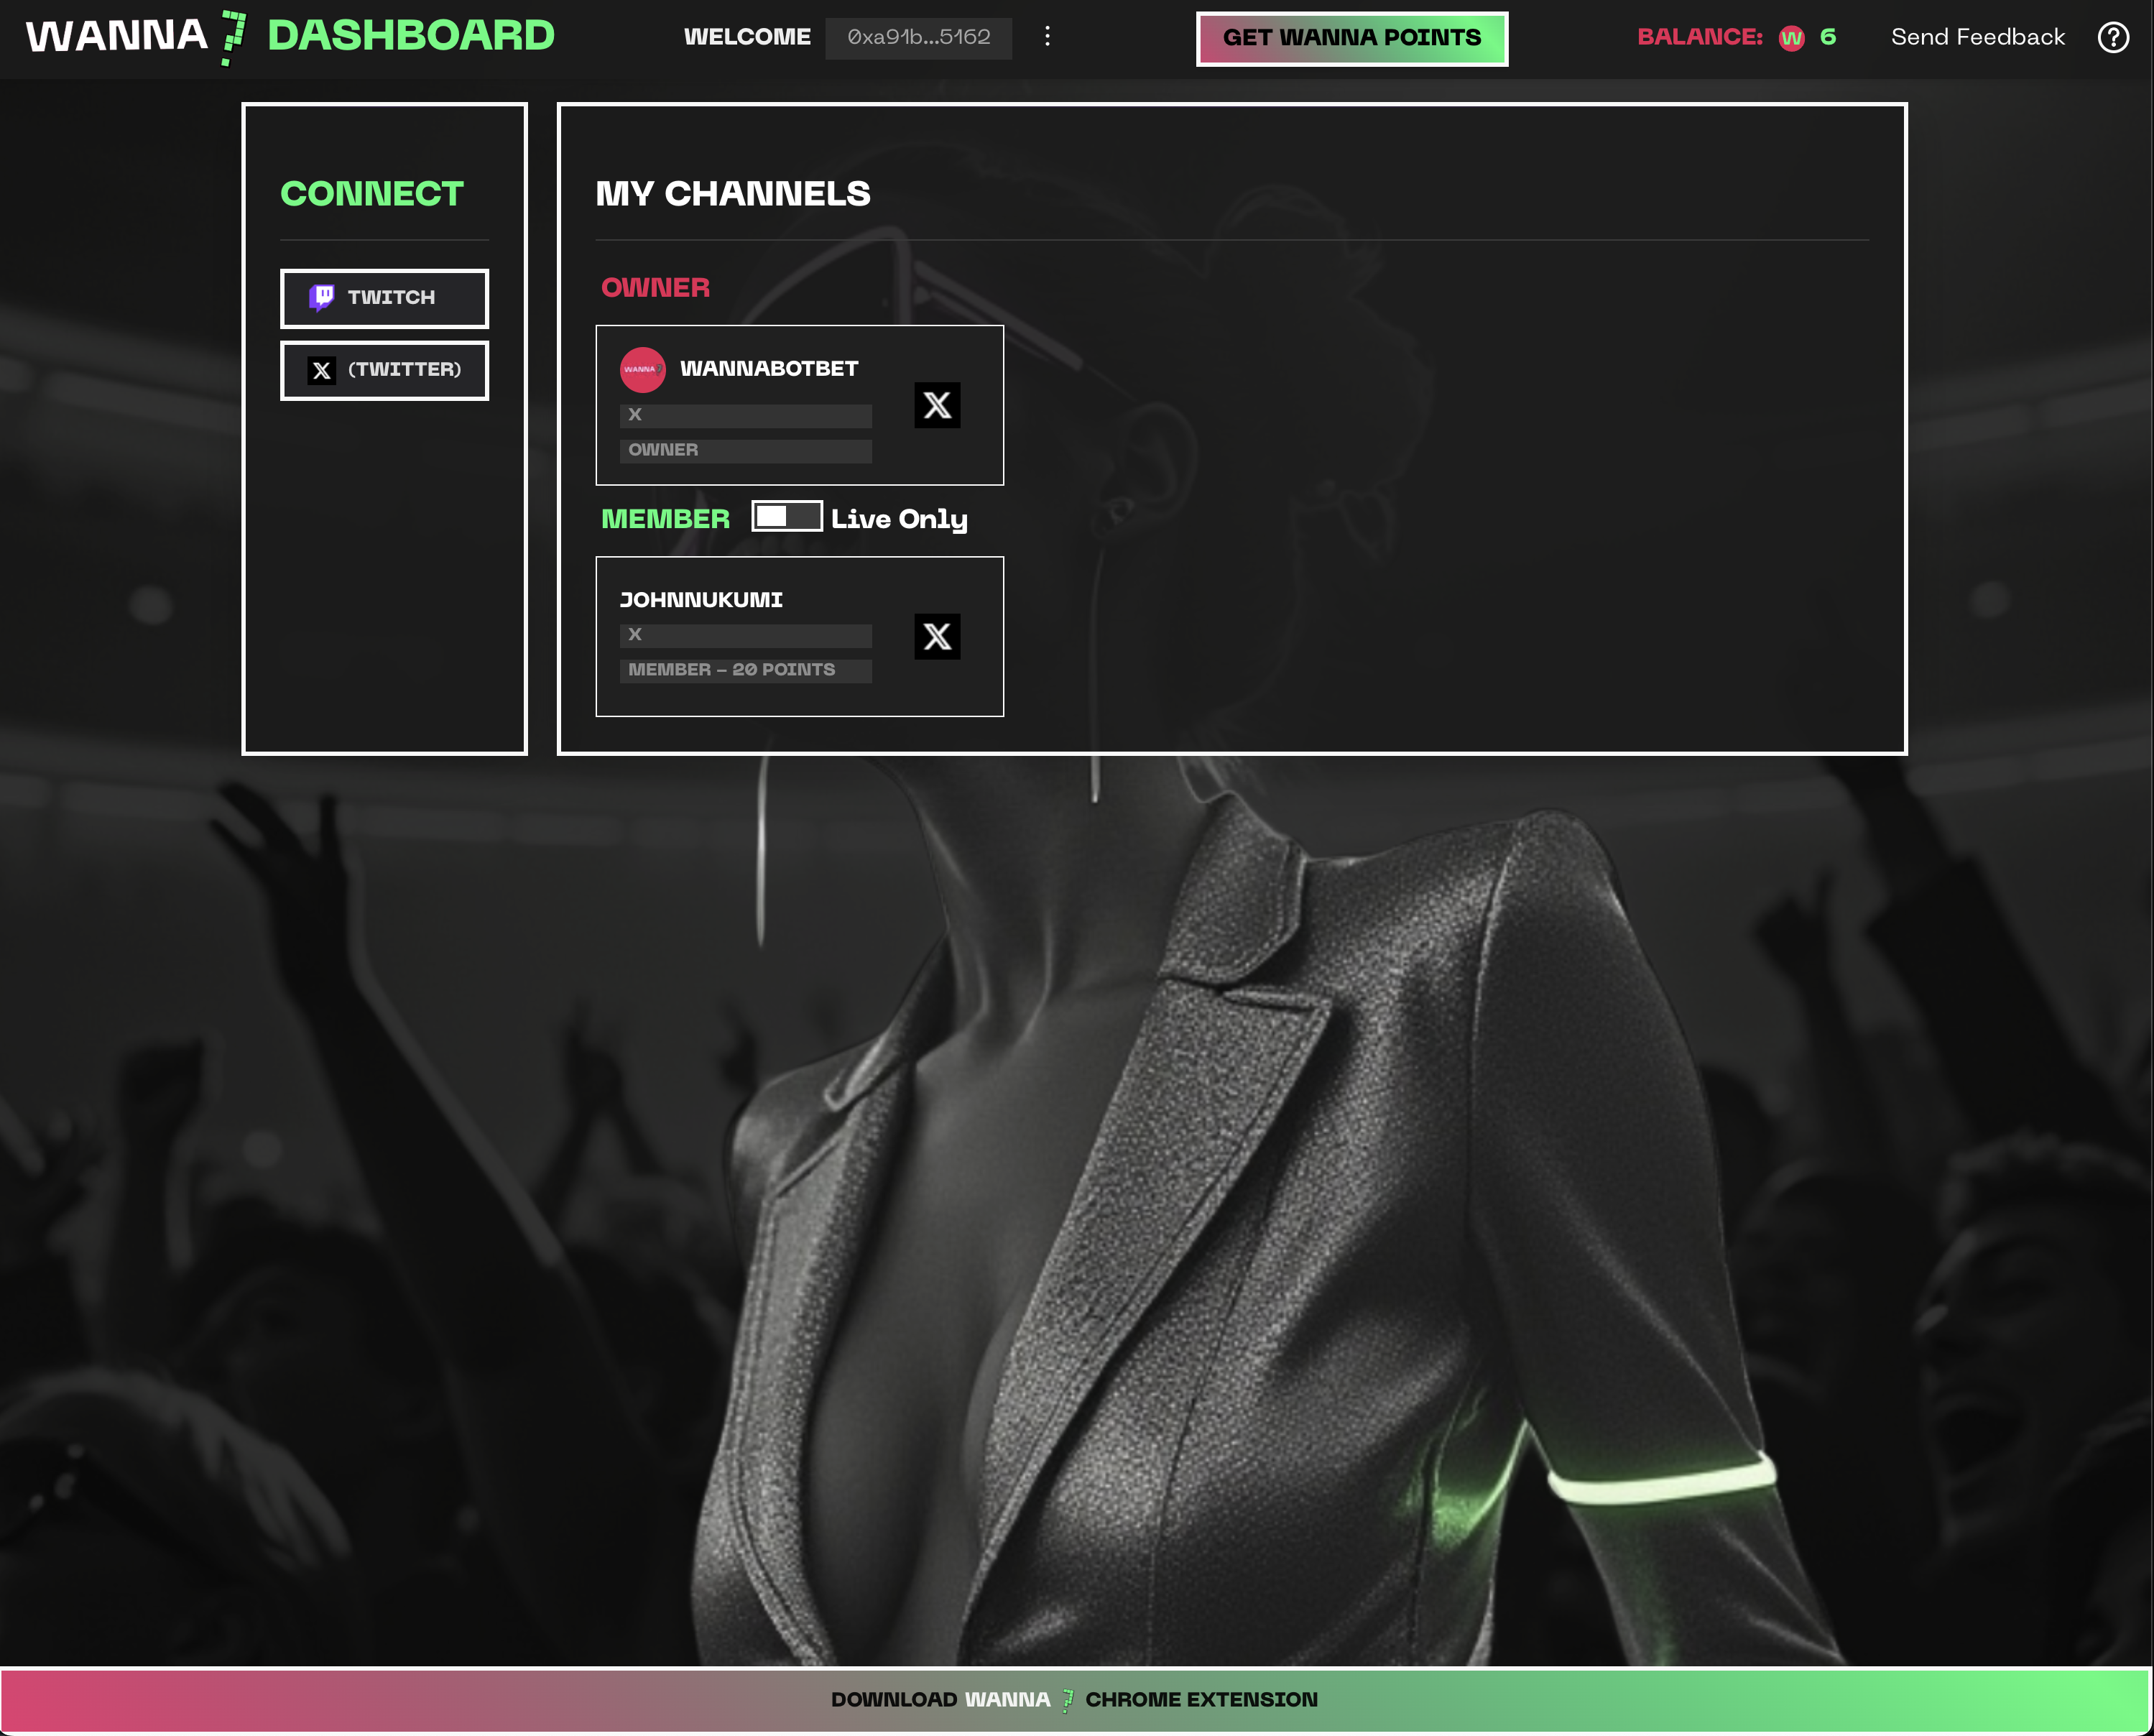 WANNA? DASHBOARD
WELCOME 0xa91b...5162
GET WANNA POINTS
BALANCE: W 6
Send Feedback ?
CONNECT
TWITCH
X (TWITTER)
MY CHANNELS
OWNER
WANNA? WANNABOTBET
X
OWNER
X
MEMBER Live Only
JOHNNUKUMI
X
MEMBER - 20 POINTS
X
DOWNLOAD WANNA? CHROME EXTENSION